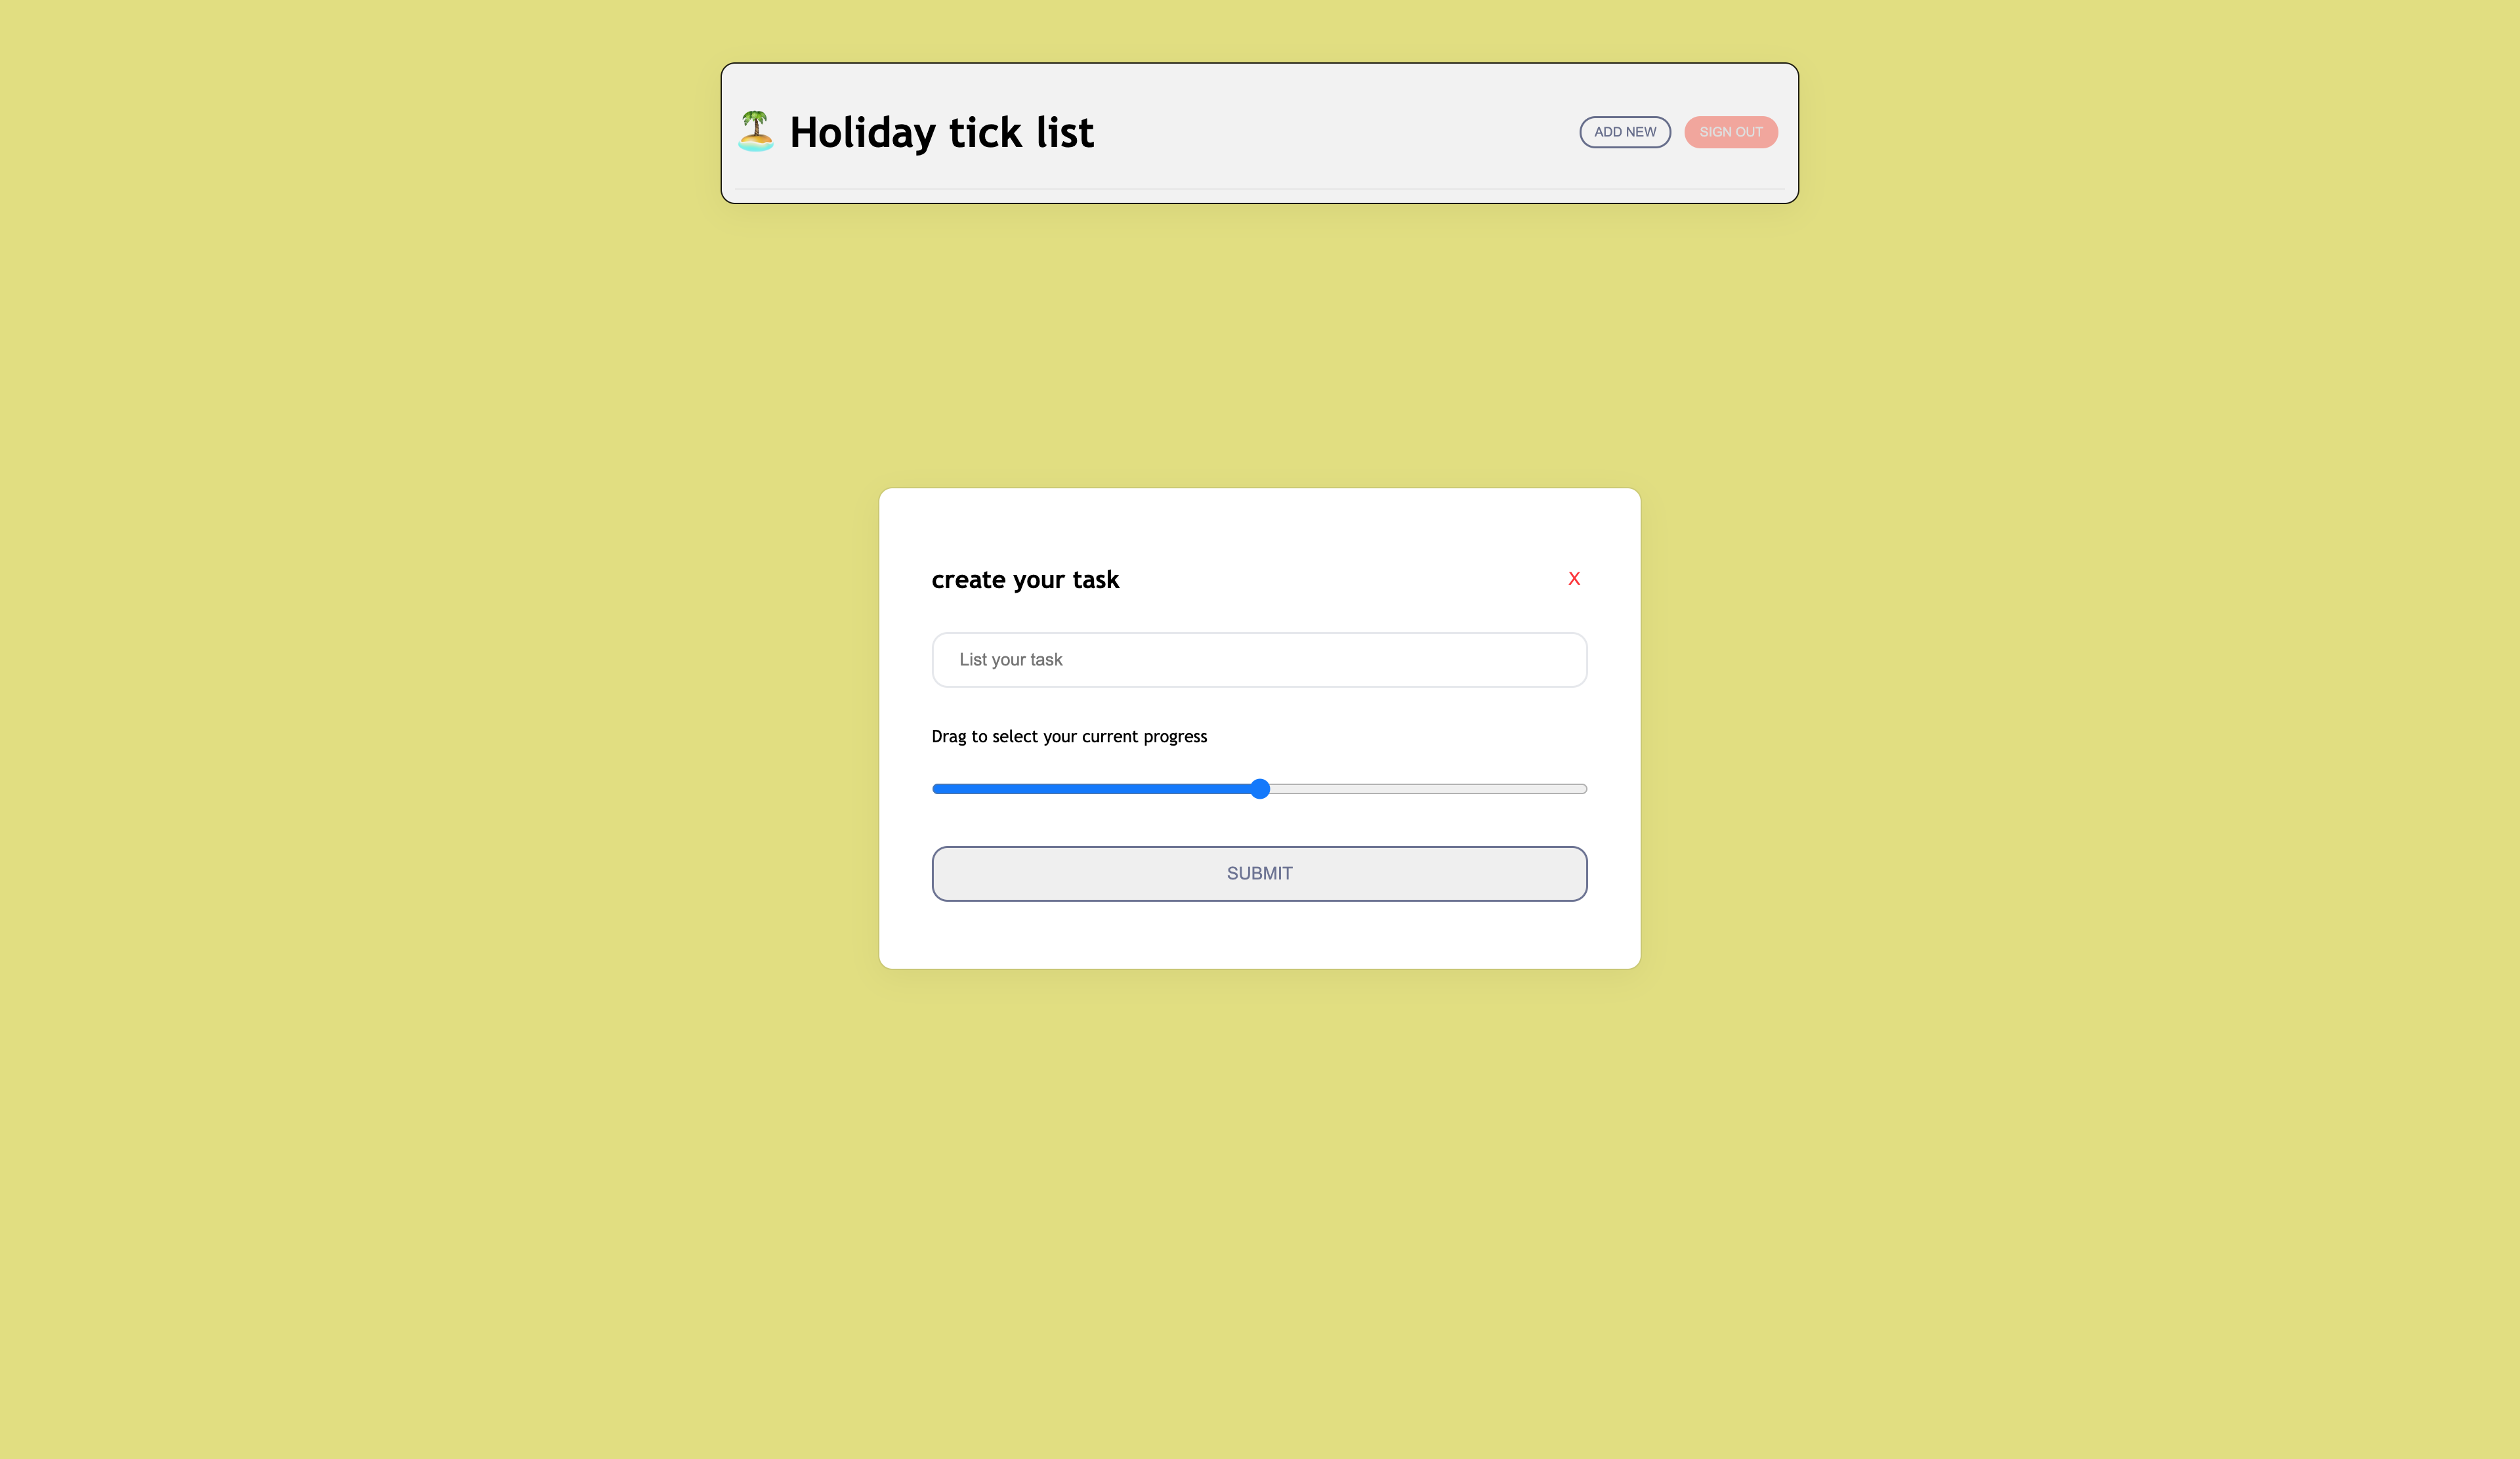 🏝️ Holiday tick list
ADD NEW
SIGN OUT
create your task
X
List your task
Drag to select your current progress
SUBMIT